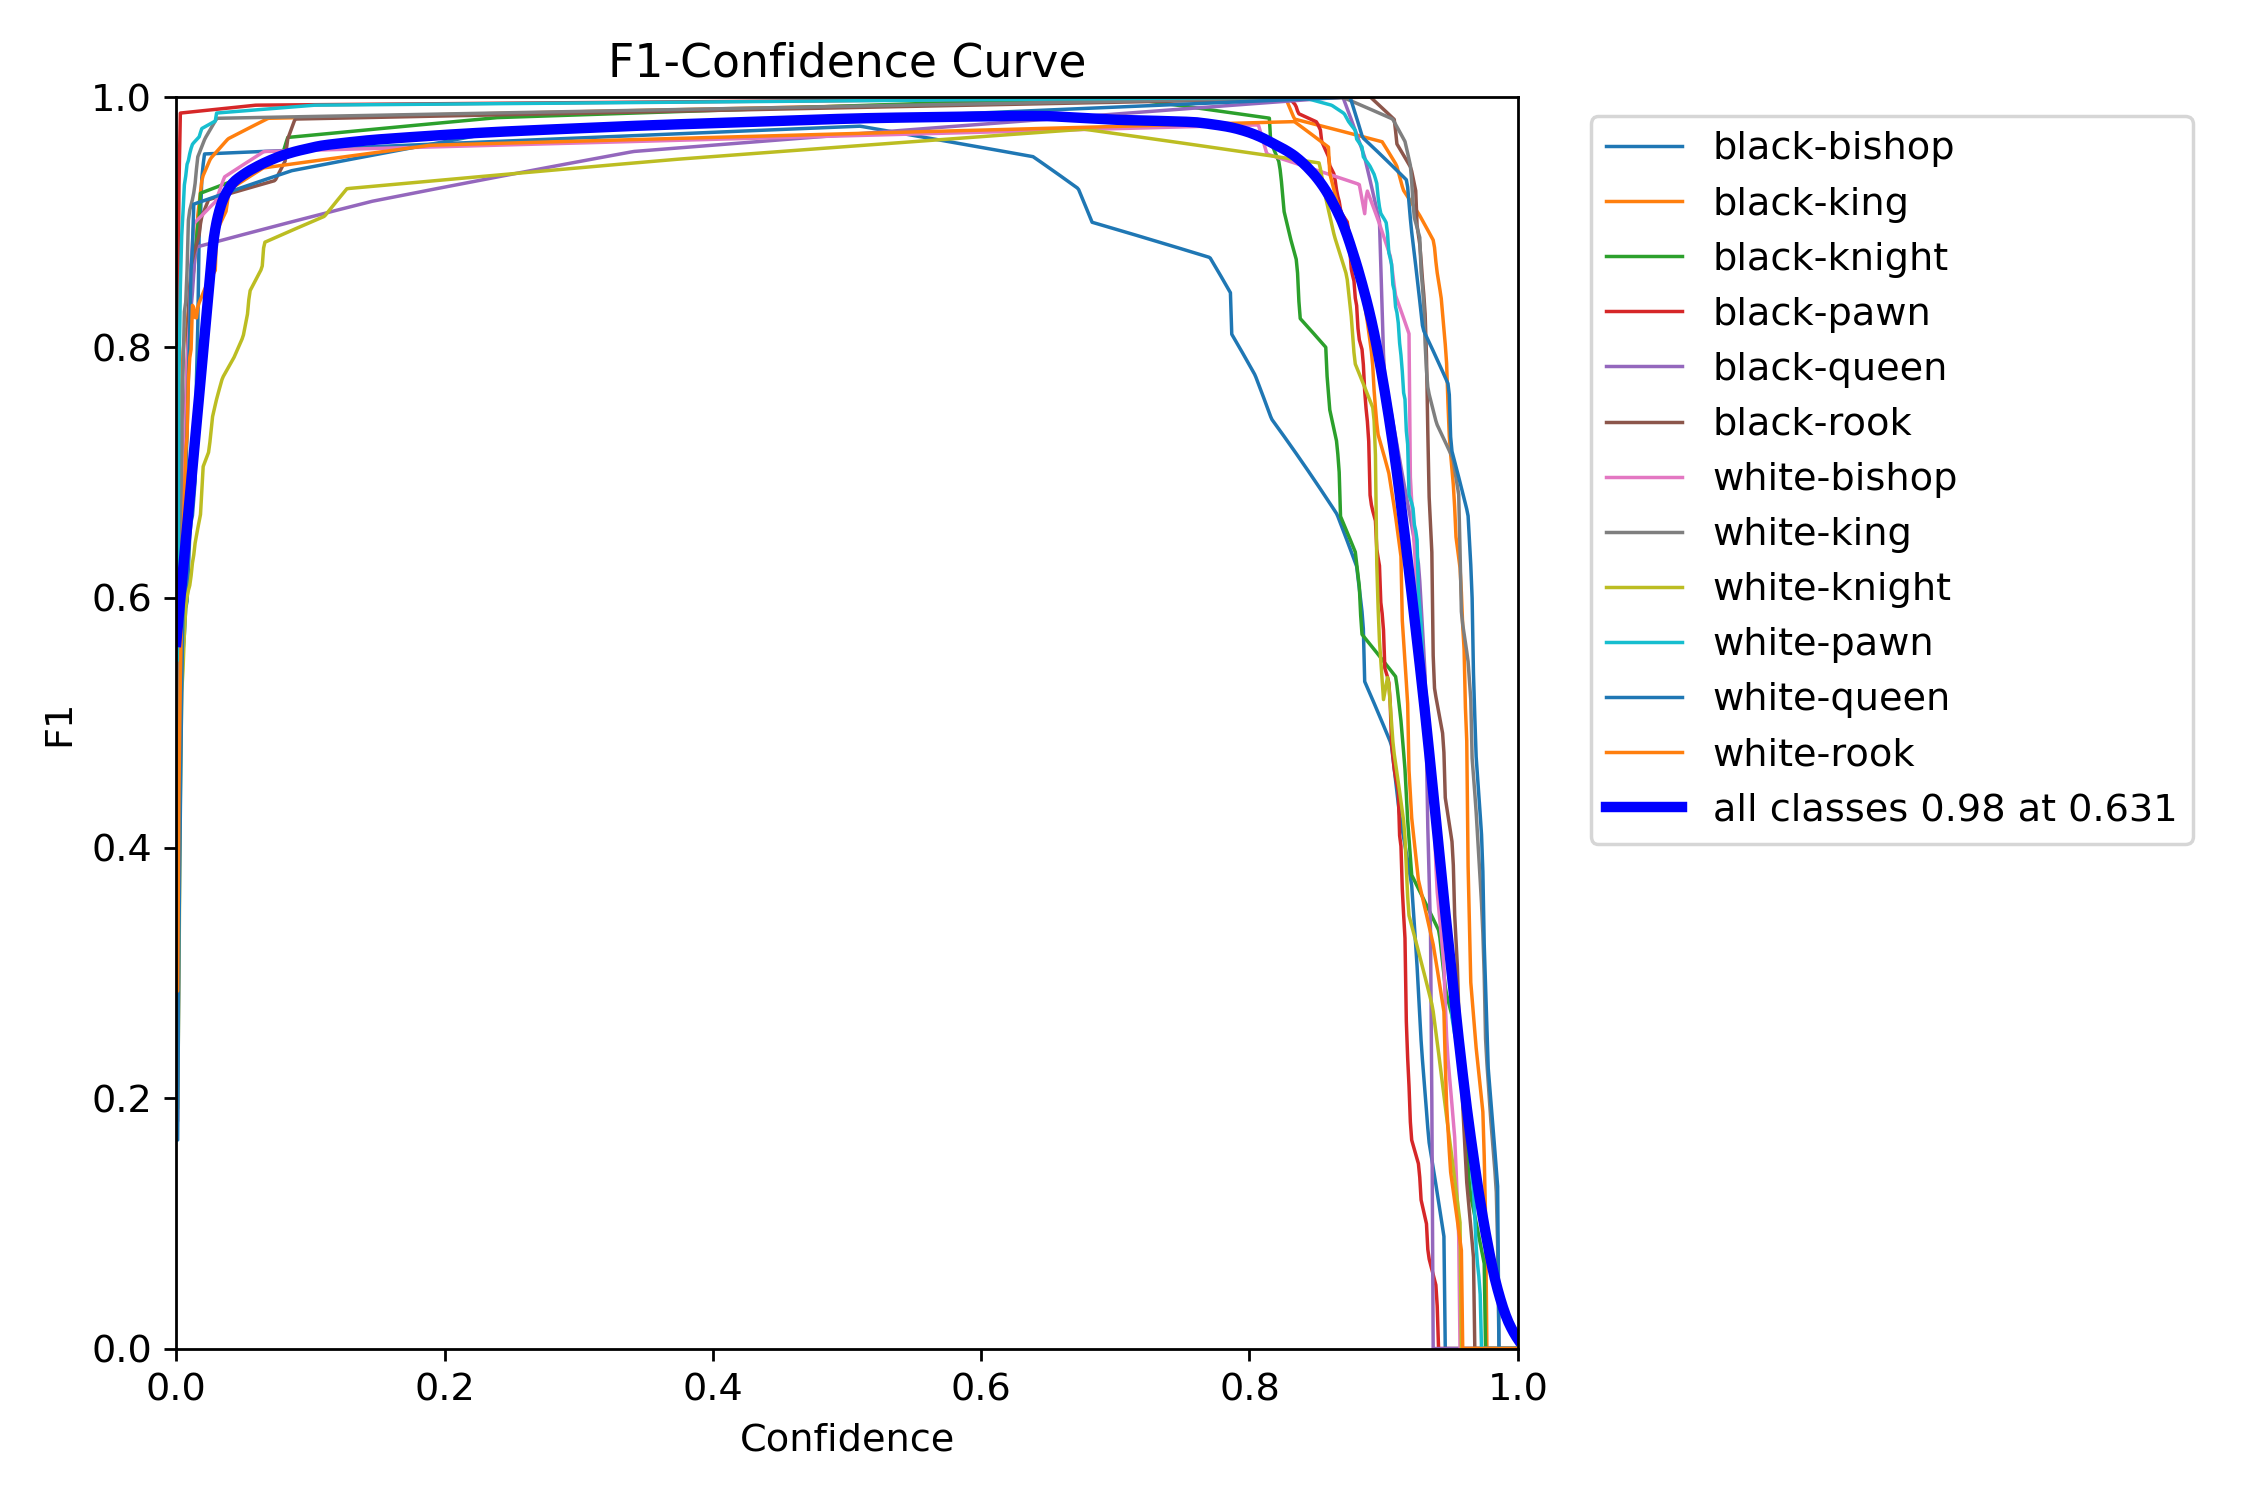 F1-Confidence Curve
1.0
0.8
0.6
0.4
0.2
0.0
F1
0.0 0.2 0.4 0.6 0.8 1.0
Confidence
black-bishop
black-king
black-knight
black-pawn
black-queen
black-rook
white-bishop
white-king
white-knight
white-pawn
white-queen
white-rook
all classes 0.98 at 0.631